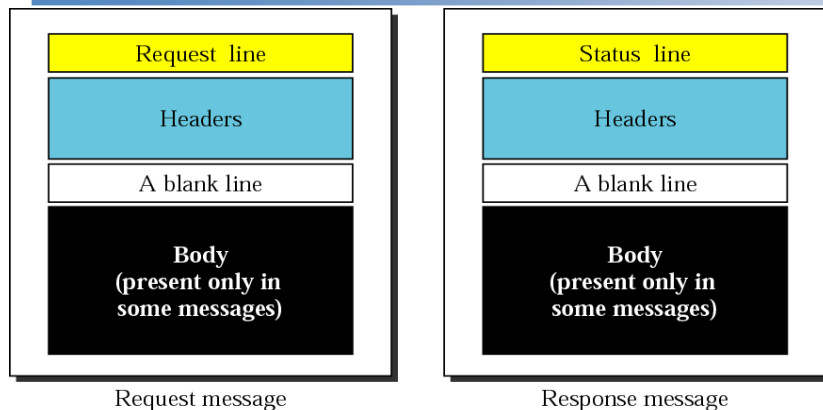 Request line
Headers
A blank line
Body
(present only in
some messages)
Request message
Status line
Headers
A blank line
Body
(present only in
some messages)
Response message